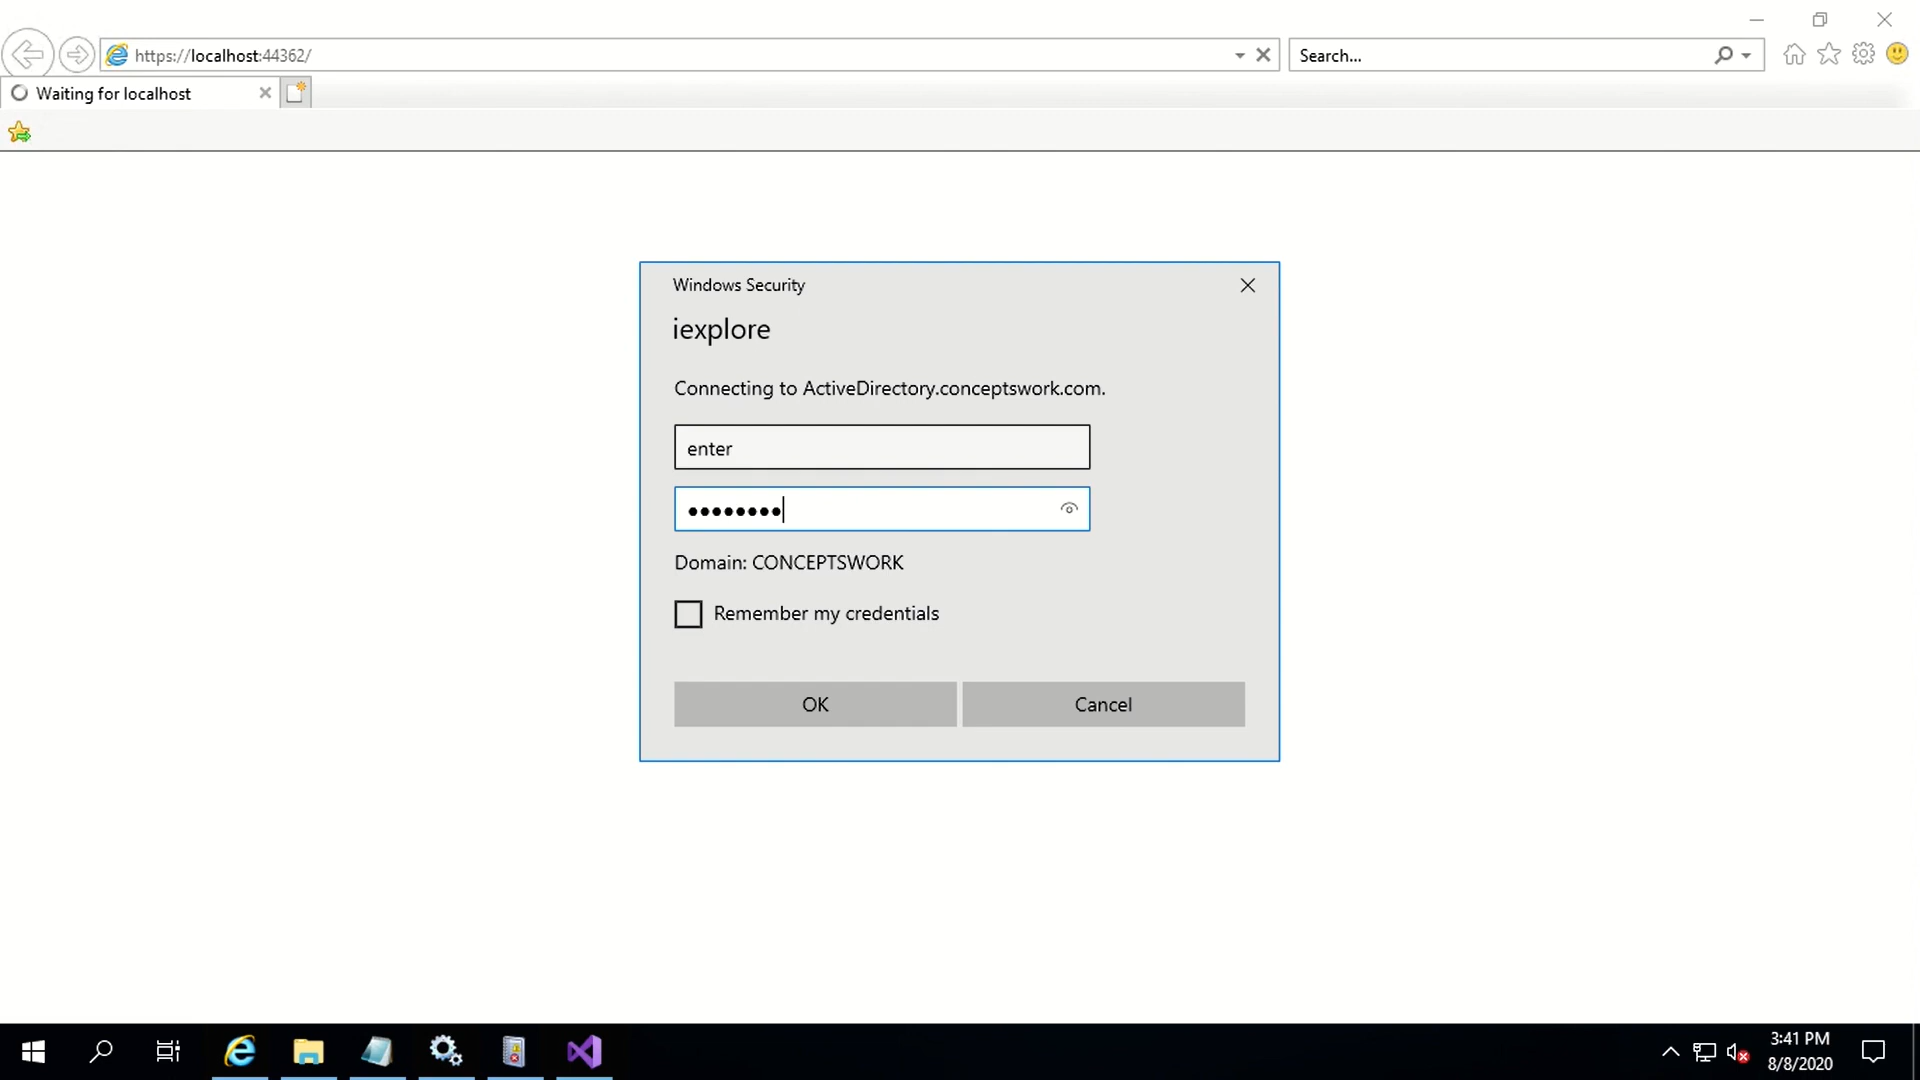 https://localhost:44362/
Search...
Waiting for localhost
Windows Security
iexplore
Connecting to ActiveDirectory.conceptswork.com.
enter
Domain: CONCEPTSWORK
Remember my credentials
OK
Cancel
3:41 PM
8/8/2020